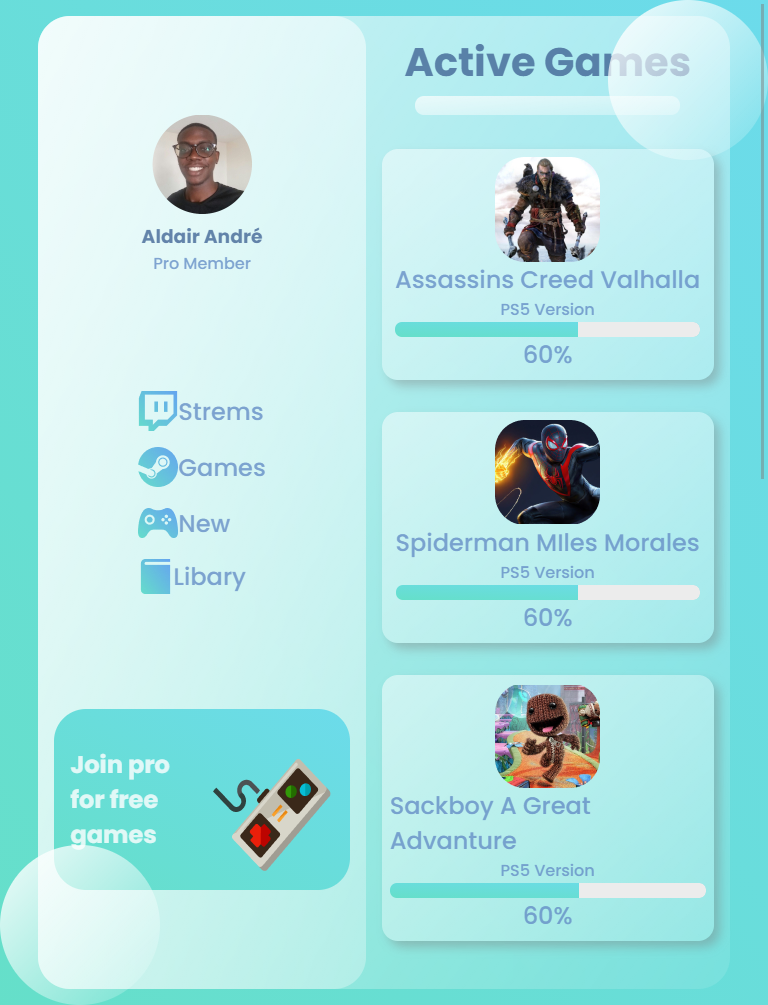 Active Games
Aldair André
Pro Member
Strems
Games
New
Libary
Join pro
for free
games
Assassins Creed Valhalla
PS5 Version
60%
Spiderman MIles Morales
PS5 Version
60%
Sackboy A Great
Advanture
PS5 Version
60%